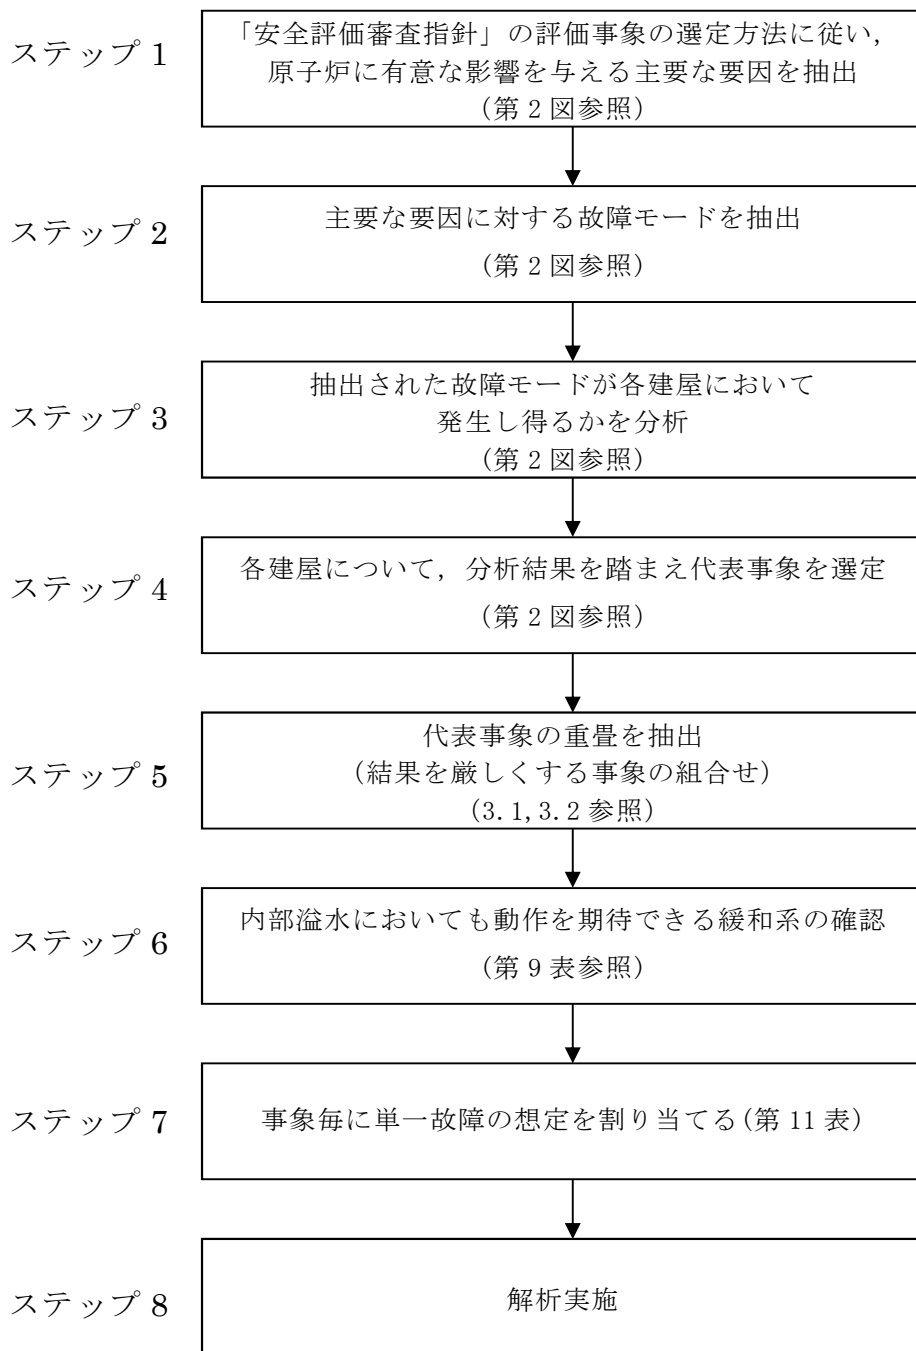 ステップ 1
「安全評価審査指針」の評価事象の選定方法に従い，
原子炉に有意な影響を与える主要な要因を抽出
(第 2 図参照)
ステップ 2
主要な要因に対する故障モードを抽出
(第 2 図参照)
ステップ 3
抽出された故障モードが各建屋において
発生し得るかを分析
(第 2 図参照)
ステップ 4
各建屋について，分析結果を踏まえ代表事象を選定
(第 2 図参照)
ステップ 5
代表事象の重畳を抽出
(結果を厳しくする事象の組合せ)
(3.1,3.2 参照)
ステップ 6
内部溢水においても動作を期待できる緩和系の確認
(第 9 表参照)
ステップ 7
事象毎に単一故障の想定を割り当てる(第 11 表)
ステップ 8
解析実施